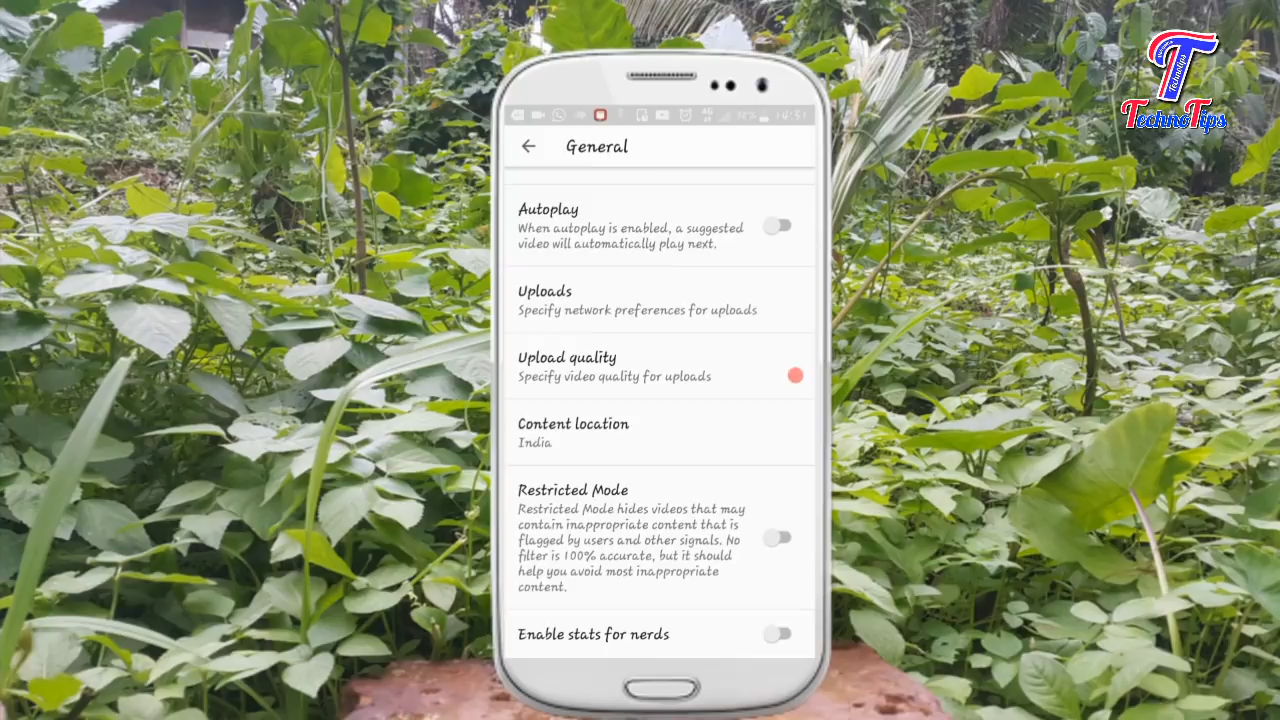 Technotips
TechnoTips
General
Autoplay
When autoplay is enabled, a suggested
video will automatically play next.
Uploads
Specify network preferences for uploads
Upload quality
Specify video quality for uploads
Content location
India
Restricted Mode
Restricted Mode hides videos that may
contain inappropriate content that is
flagged by users and other signals. No
filter is 100% accurate, but it should
help you avoid most inappropriate
content.
Enable stats for nerds